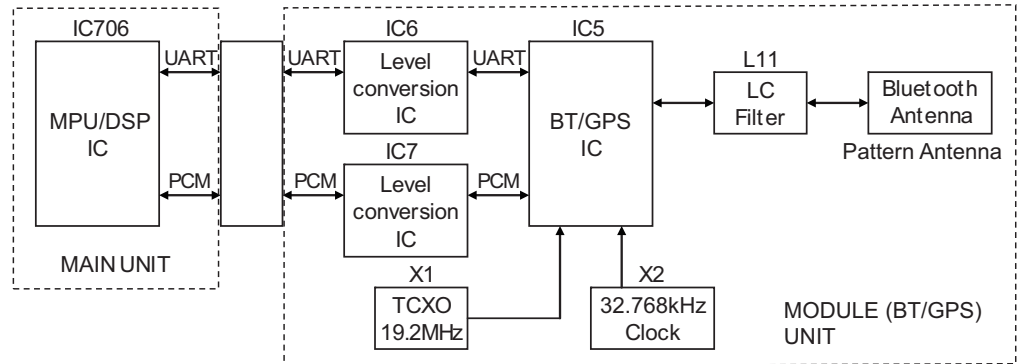 IC706
MPU/DSP
IC
UART
PCM
MAIN UNIT
UART
PCM
IC6
Level
conversion
IC
IC7
Level
conversion
IC
UART
PCM
IC5
BT/GPS
IC
L11
LC
Filter
Bluetooth
Antenna
Pattern Antenna
X1
TCXO
19.2MHz
X2
32.768kHz
Clock
MODULE (BT/GPS)
UNIT